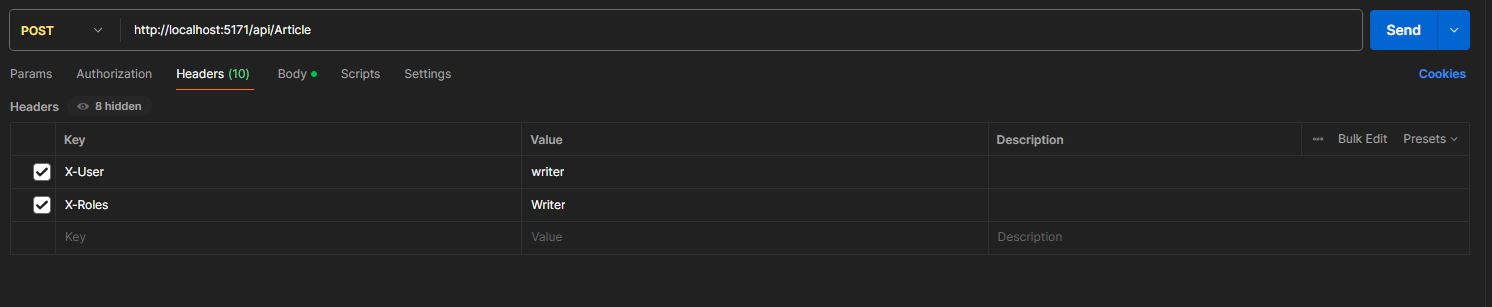 POST http://localhost:5171/api/Article Send
Params Authorization Headers (10) Body Scripts Settings Cookies
Headers 8 hidden
Key Value Description ••• Bulk Edit Presets
X-User writer
X-Roles Writer
Key Value Description